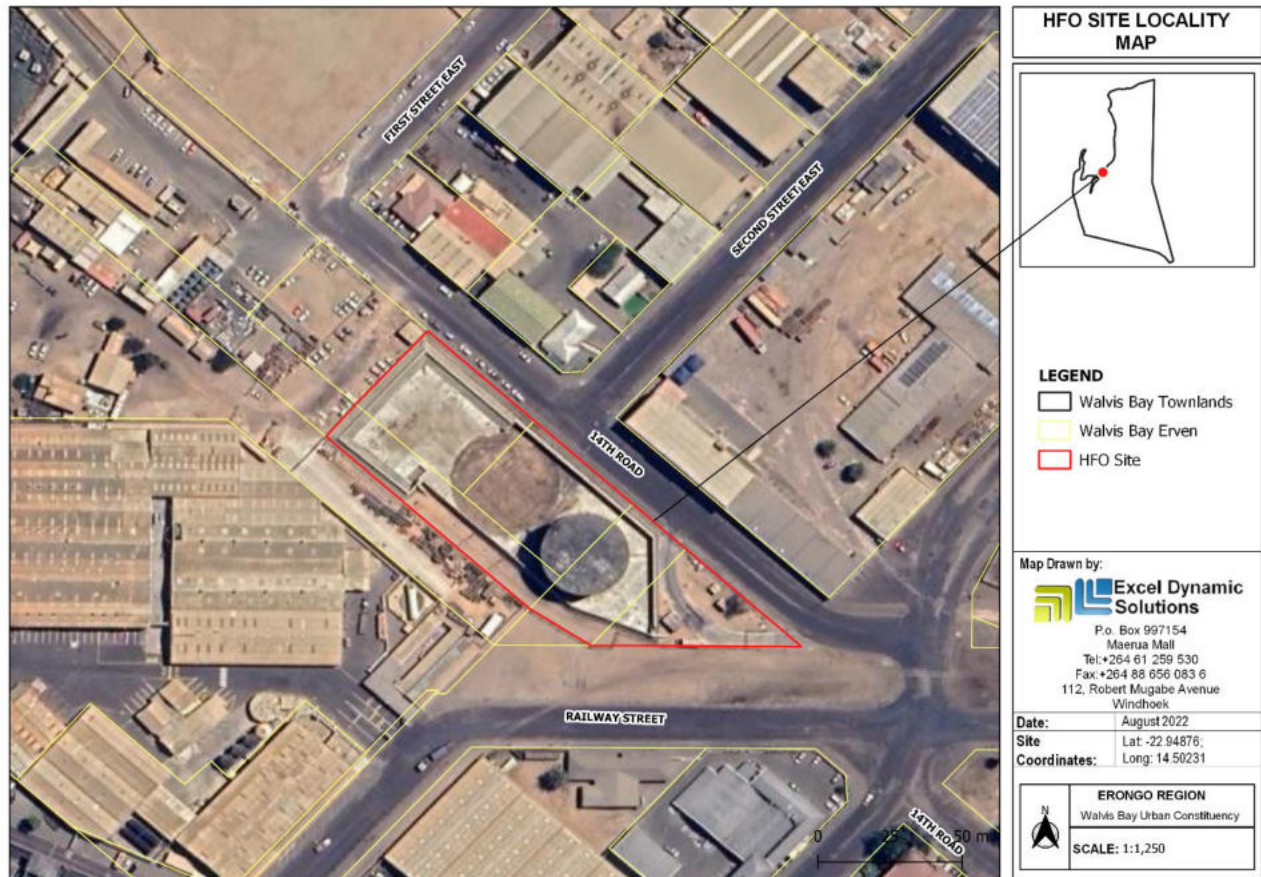 HFO SITE LOCALITY
MAP
FIRST STREET EAST
SECOND STREET EAST
14TH ROAD
RAILWAY STREET
14TH ROAD
0 25 50 m
LEGEND
Walvis Bay Townlands
Walvis Bay Erven
HFO Site
Map Drawn by:
Excel Dynamic
Solutions
P.o. Box 997154
Maerua Mall
Tel:+264 61 259 530
Fax:+264 88 656 083 6
112, Robert Mugabe Avenue
Windhoek
Date: August 2022
Site Lat: -22.94876;
Coordinates: Long: 14.50231
N
ERONGO REGION
Walvis Bay Urban Constituency
SCALE: 1:1,250